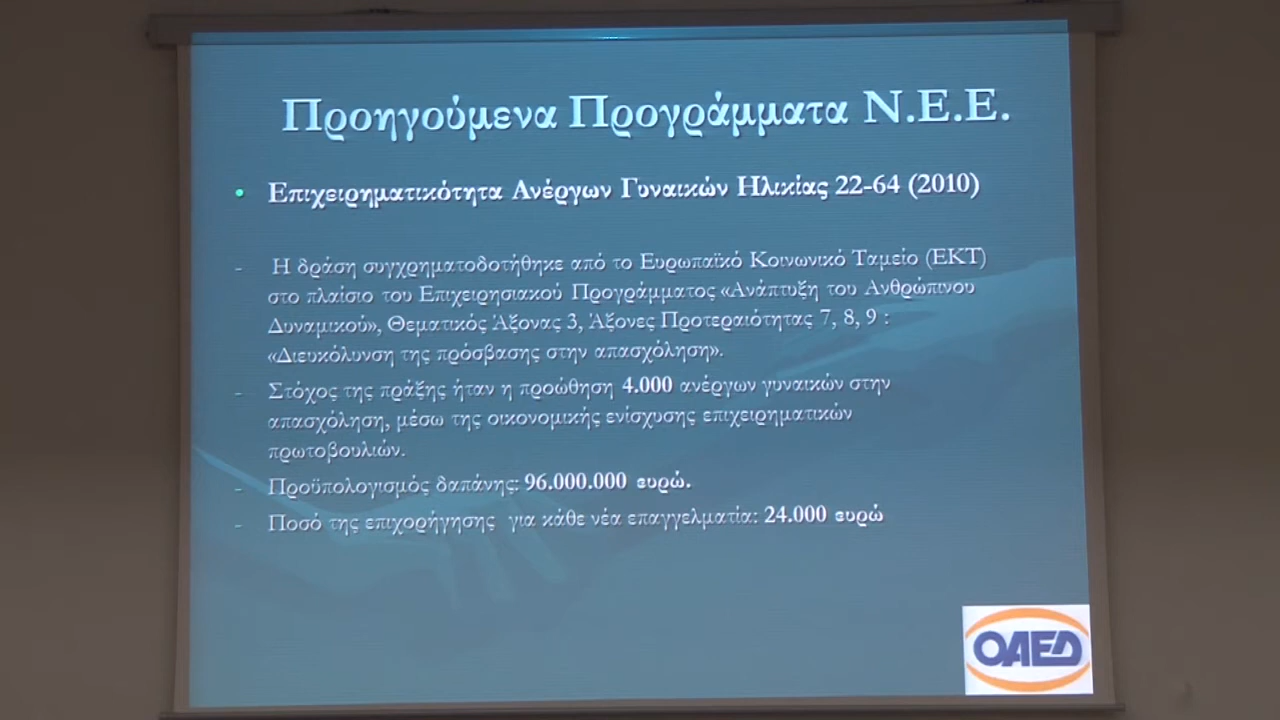 Προηγούμενα Προγράμματα Ν.Ε.Ε.
• Επιχειρηματικότητα Ανέργων Γυναικών Ηλικίας 22-64 (2010)
- Η δράση συγχρηματοδοτήθηκε από το Ευρωπαϊκό Κοινωνικό Ταμείο (ΕΚΤ)
στο πλαίσιο του Επιχειρησιακού Προγράμματος «Ανάπτυξη του Ανθρώπινου
Δυναμικού», Θεματικός Άξονας 3, Άξονες Προτεραιότητας 7, 8, 9 :
«Διευκόλυνση της πρόσβασης στην απασχόληση».
- Στόχος της πράξης ήταν η προώθηση 4.000 ανέργων γυναικών στην
απασχόληση, μέσω της οικονομικής ενίσχυσης επιχειρηματικών
πρωτοβουλιών.
- Προϋπολογισμός δαπάνης: 96.000.000 ευρώ.
- Ποσό της επιχορήγησης για κάθε νέα επαγγελματία: 24.000 ευρώ
ΟΑΕΔ